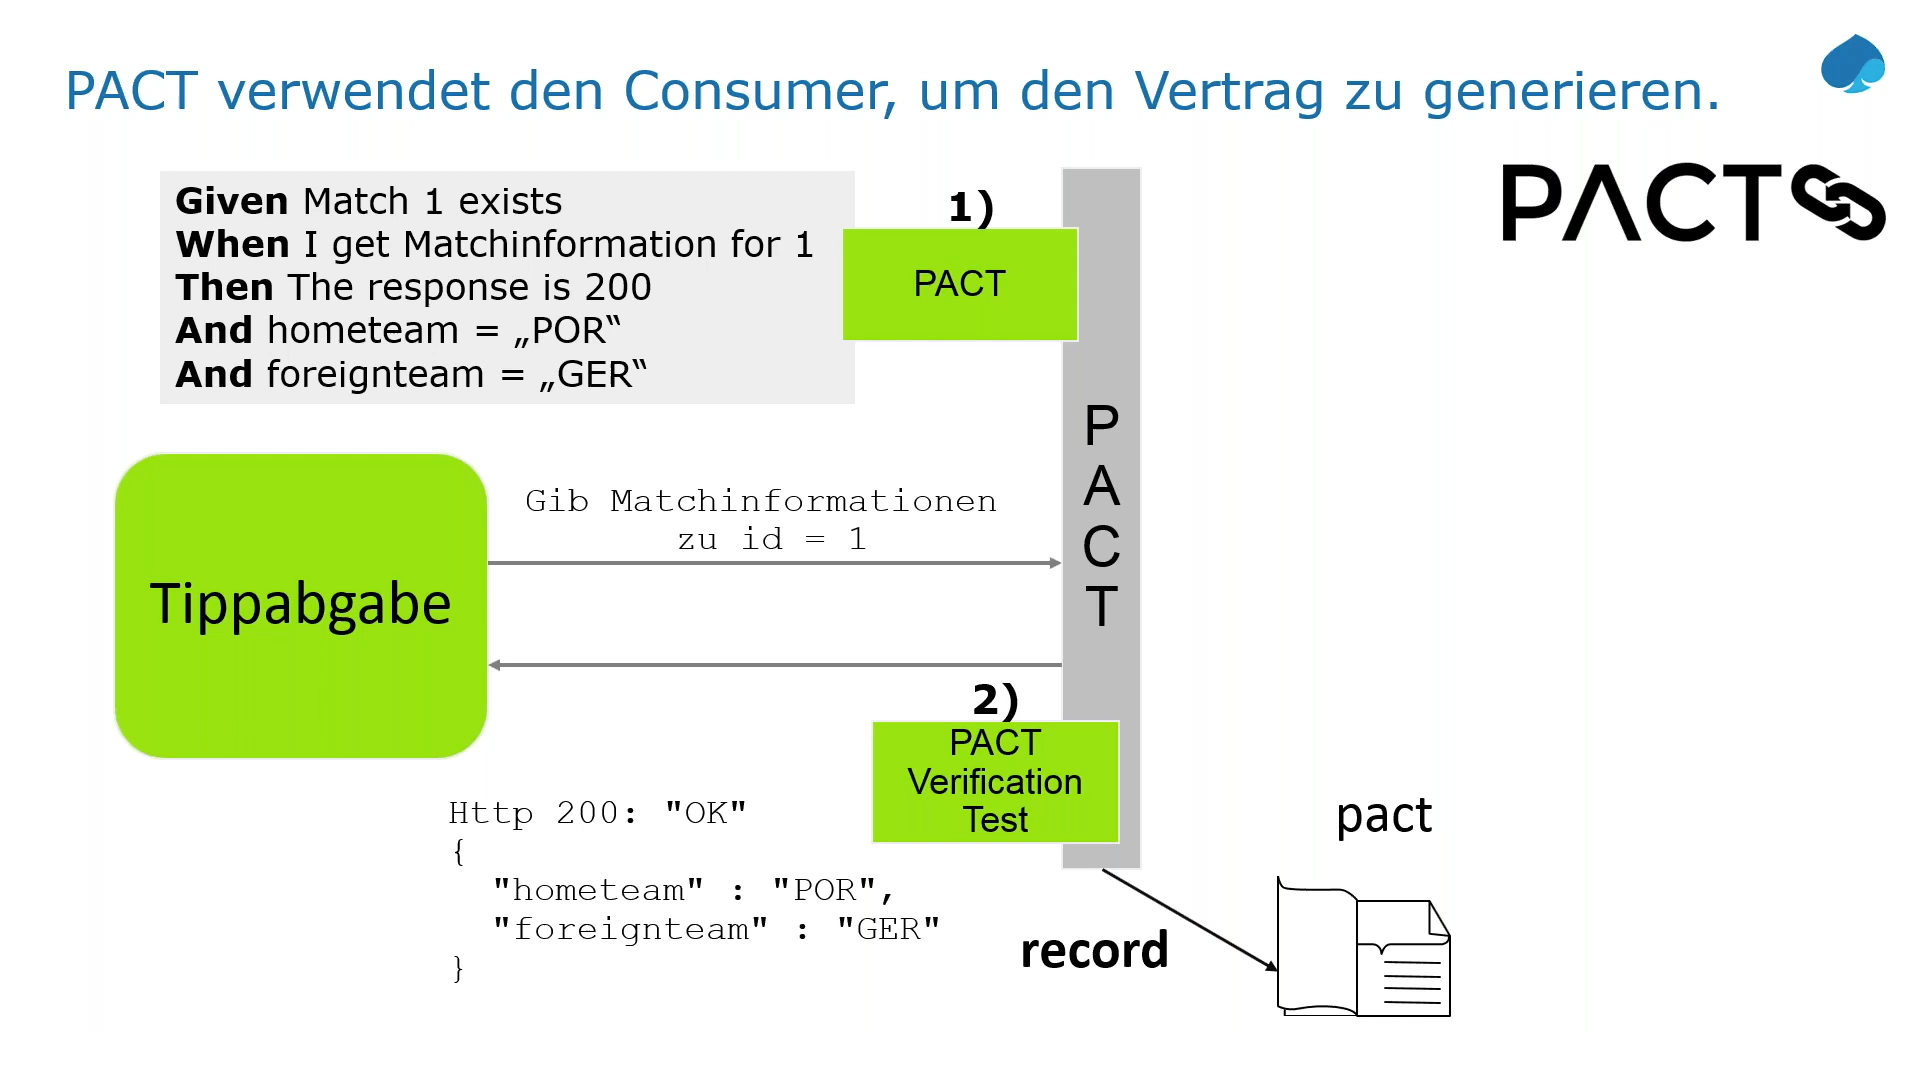 PACT verwendet den Consumer, um den Vertrag zu generieren.
PACT
Given Match 1 exists
When I get Matchinformation for 1
Then The response is 200
And hometeam = „POR“
And foreignteam = „GER“
1)
PACT
P
A
C
T
Gib Matchinformationen
zu id = 1
Tippabgabe
2)
PACT
Verification
Test
Http 200: "OK"
{
"hometeam" : "POR",
"foreignteam" : "GER"
}
record
pact